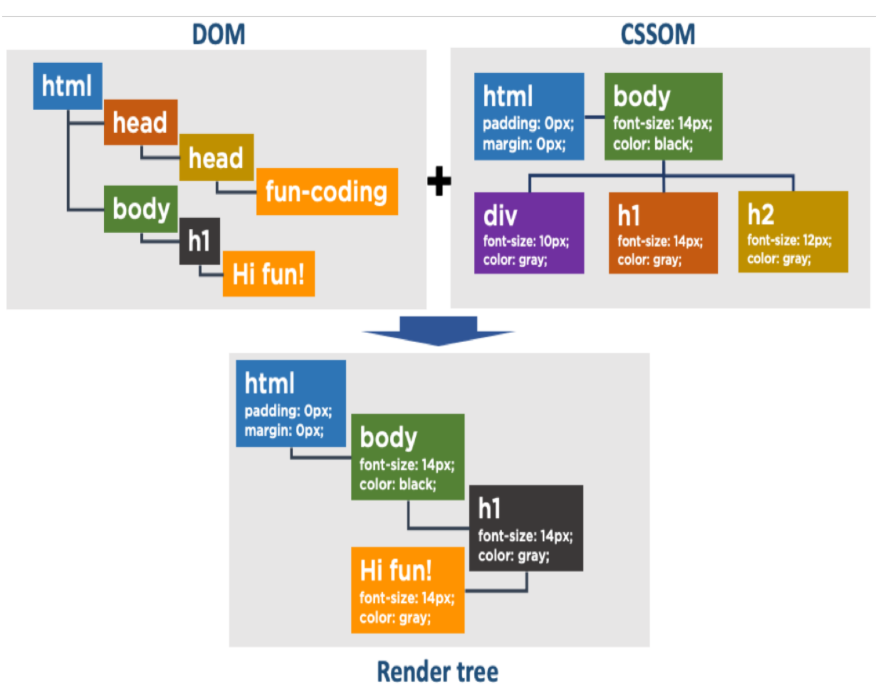 DOM
html
head
head
fun-coding
body
h1
Hi fun!
+
CSSOM
html
padding: 0px;
margin: 0px;
body
font-size: 14px;
color: black;
div
font-size: 10px;
color: gray;
h1
font-size: 14px;
color: gray;
h2
font-size: 12px;
color: gray;
html
padding: 0px;
margin: 0px;
body
font-size: 14px;
color: black;
h1
font-size: 14px;
color: gray;
Hi fun!
font-size: 14px;
color: gray;
Render tree